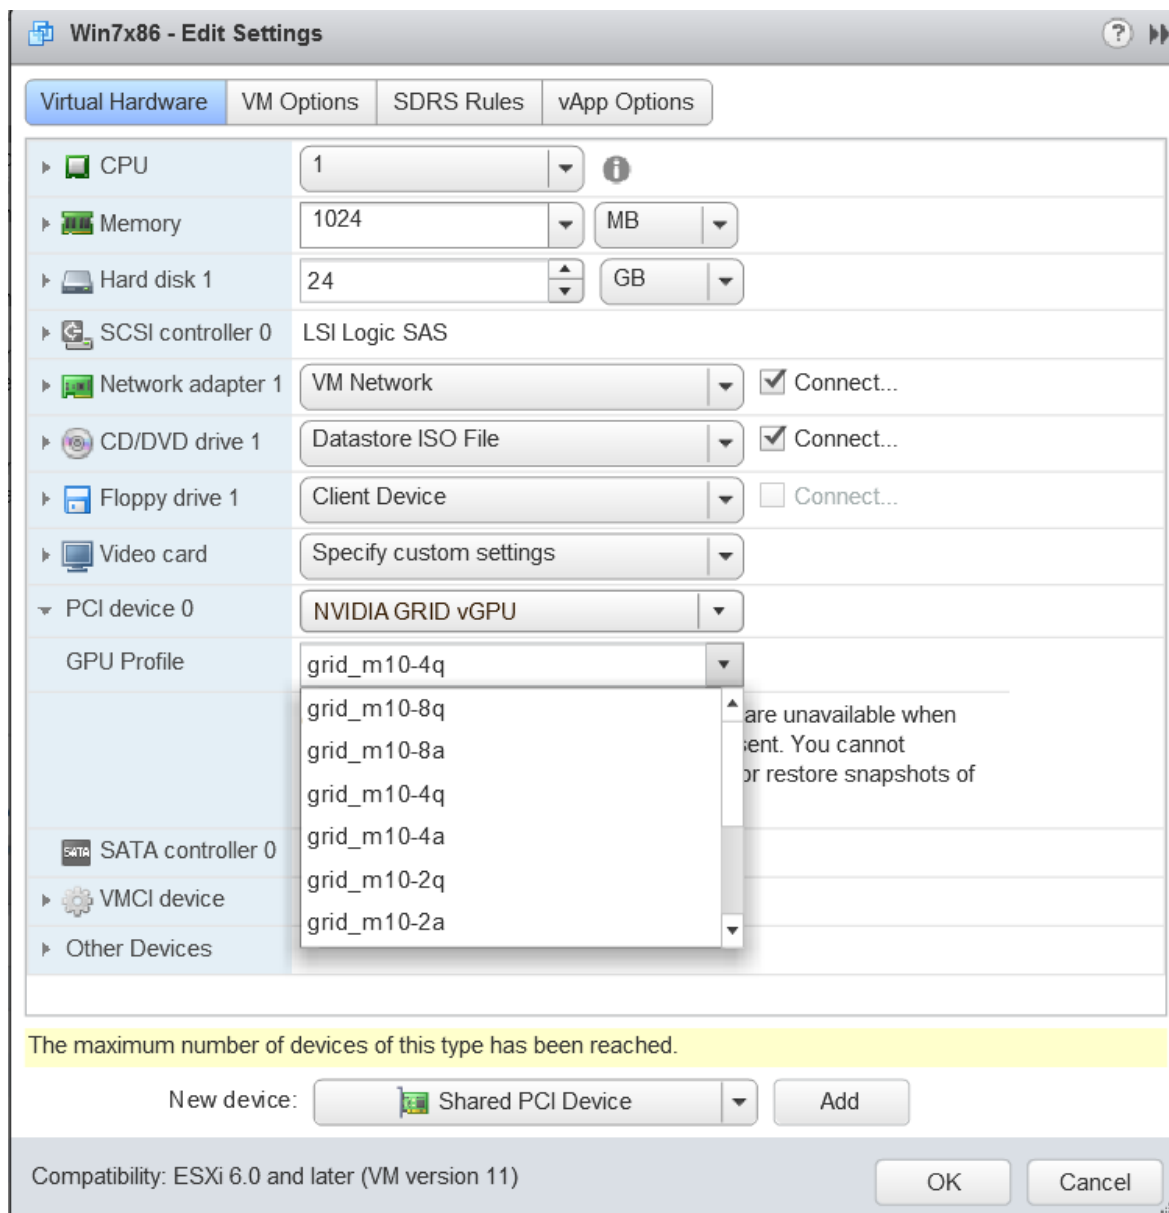 Win7x86 - Edit Settings ?
Virtual Hardware VM Options SDRS Rules vApp Options
CPU 1
Memory 1024 MB
Hard disk 1 24 GB
SCSI controller 0 LSI Logic SAS
Network adapter 1 VM Network Connect...
CD/DVD drive 1 Datastore ISO File Connect...
Floppy drive 1 Client Device Connect...
Video card Specify custom settings
PCI device 0 NVIDIA GRID vGPU
GPU Profile grid_m10-4q
grid_m10-8q are unavailable when
grid_m10-8a You cannot
grid_m10-4q or restore snapshots of
grid_m10-4a
SATA SATA controller 0
grid_m10-2q
VMCI device
grid_m10-2a
Other Devices
The maximum number of devices of this type has been reached.
New device: Shared PCI Device Add
Compatibility: ESXi 6.0 and later (VM version 11) OK Cancel